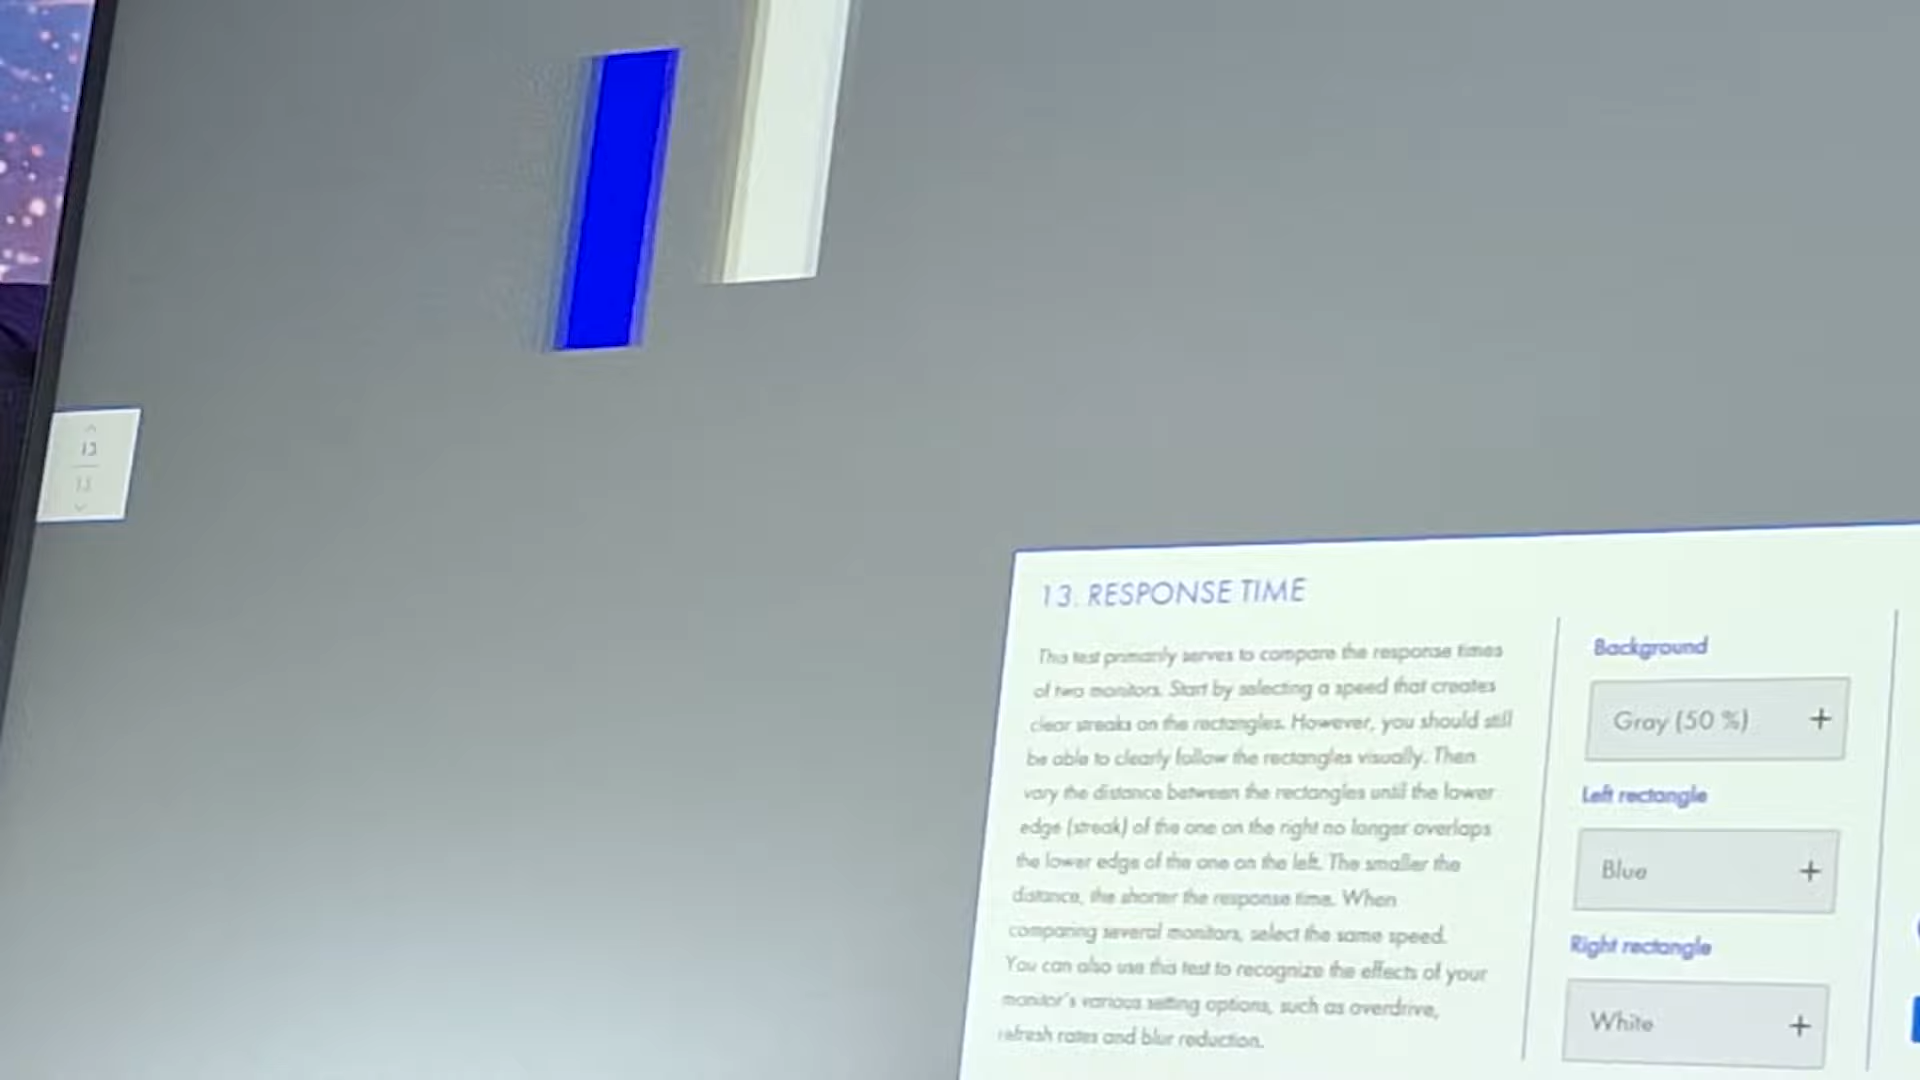 13
13
13. RESPONSE TIME
This test primarily serves to compare the response times
of two monitors. Start by selecting a speed that creates
clear streaks on the rectangles. However, you should still
be able to clearly follow the rectangles visually. Then
vary the distance between the rectangles until the lower
edge (streak) of the one on the right no longer overlaps
the lower edge of the one on the left. The smaller the
distance, the shorter the response time. When
comparing several monitors, select the same speed.
You can also use this test to recognize the effects of your
monitor's various setting options, such as overdrive,
refresh rates and blur reduction.
Background
Gray (50 %) +
Left rectangle
Blue +
Right rectangle
White +